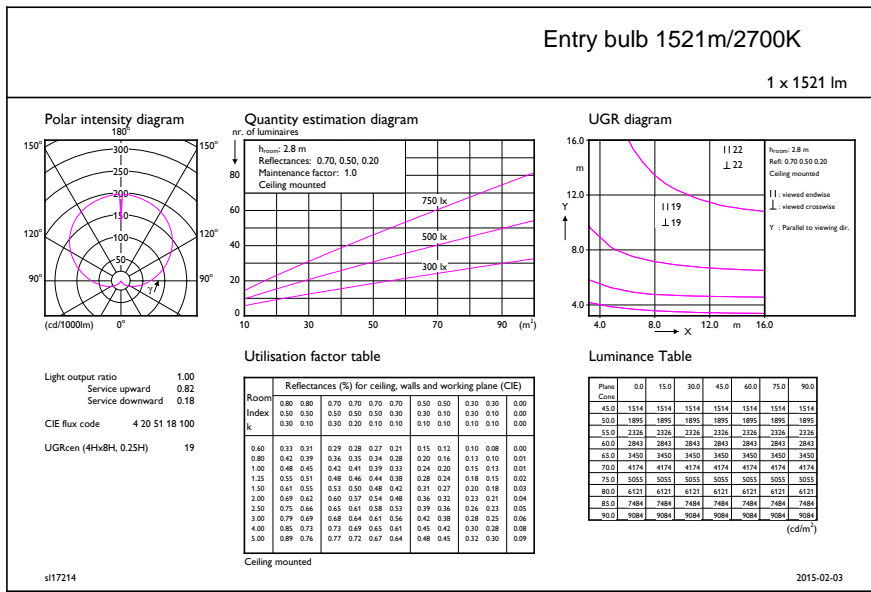 Entry bulb 1521m/2700K
1 x 1521 lm
Polar intensity diagram
180°
150°
150°
300
250
200
150
120°
120°
100
50
90°
90°
γ
(cd/1000lm)
0°
Quantity estimation diagram
nr. of luminaires
hroom: 2.8 m
Reflectances: 0.70, 0.50, 0.20
Maintenance factor: 1.0
Ceiling mounted
80
60
40
20
0
750 lx
500 lx
300 lx
10 30 50 70 90 (m²)
UGR diagram
16.0
m
12.0
Y
8.0
4.0
II 22
⊥ 22
II 19
⊥ 19
4.0 8.0 12.0 m 16.0
X
hroom: 2.8 m
Refl: 0.70 0.50 0.20
Ceiling mounted
II : viewed endwise
⊥ : viewed crosswise
Y : Parallel to viewing dir.
Light output ratio 1.00
Service upward 0.82
Service downward 0.18
CIE flux code 4 20 51 18 100
UGRcen (4Hx8H, 0.25H) 19
Utilisation factor table
Room Reflectances (%) for ceiling, walls and working plane (CIE)
0.80 0.80 0.70 0.70 0.70 0.70 0.50 0.50 0.30 0.30 0.00
Index 0.50 0.50 0.50 0.50 0.50 0.30 0.30 0.10 0.30 0.10 0.00
k 0.30 0.10 0.30 0.20 0.10 0.10 0.10 0.10 0.10 0.10 0.00
0.60 0.33 0.31 0.29 0.28 0.27 0.21 0.15 0.12 0.10 0.08 0.00
0.80 0.42 0.39 0.36 0.35 0.34 0.28 0.20 0.16 0.13 0.10 0.01
1.00 0.48 0.45 0.42 0.41 0.39 0.33 0.24 0.20 0.15 0.13 0.01
1.25 0.55 0.51 0.48 0.46 0.44 0.38 0.28 0.24 0.18 0.15 0.02
1.50 0.61 0.55 0.53 0.50 0.48 0.42 0.31 0.27 0.20 0.18 0.03
2.00 0.69 0.62 0.60 0.57 0.54 0.48 0.36 0.32 0.23 0.21 0.04
2.50 0.75 0.66 0.65 0.61 0.58 0.53 0.39 0.36 0.26 0.23 0.05
3.00 0.79 0.69 0.68 0.64 0.61 0.56 0.42 0.38 0.28 0.25 0.06
4.00 0.85 0.73 0.73 0.69 0.65 0.61 0.45 0.42 0.30 0.28 0.08
5.00 0.89 0.76 0.77 0.72 0.67 0.64 0.48 0.45 0.32 0.30 0.09
Ceiling mounted
Luminance Table
Plane 0.0 15.0 30.0 45.0 60.0 75.0 90.0
Cone
45.0 1514 1514 1514 1514 1514 1514 1514
50.0 1895 1895 1895 1895 1895 1895 1895
55.0 2326 2326 2326 2326 2326 2326 2326
60.0 2843 2843 2843 2843 2843 2843 2843
65.0 3450 3450 3450 3450 3450 3450 3450
70.0 4174 4174 4174 4174 4174 4174 4174
75.0 5055 5055 5055 5055 5055 5055 5055
80.0 6121 6121 6121 6121 6121 6121 6121
85.0 7484 7484 7484 7484 7484 7484 7484
90.0 9084 9084 9084 9084 9084 9084 9084
(cd/m²)
sl17214
2015-02-03